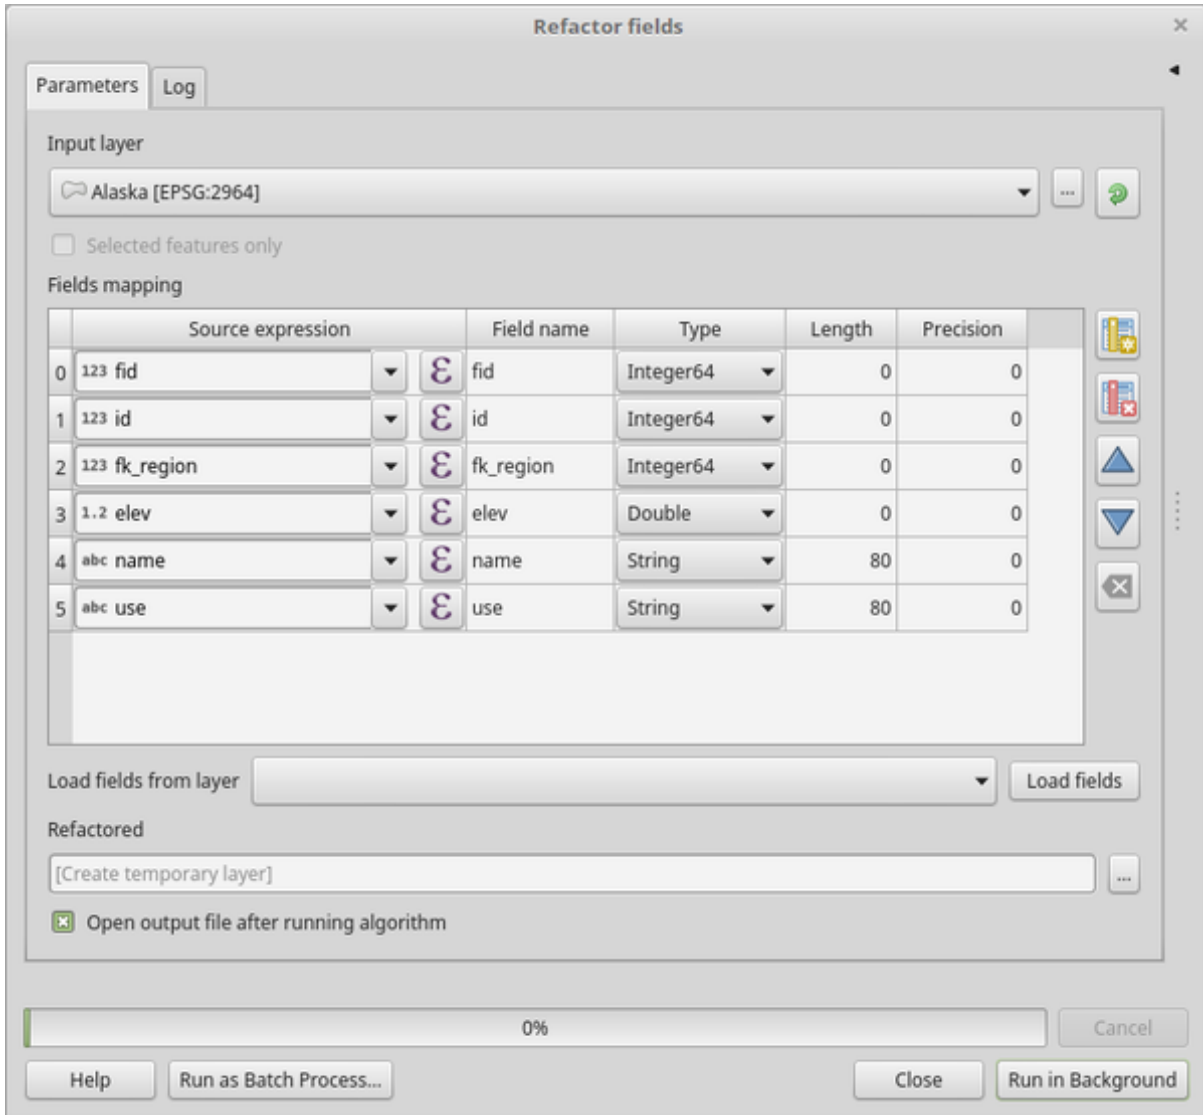 Refactor fields
Parameters Log
Input layer
Alaska [EPSG:2964] ...
Selected features only
Fields mapping
Source expression Field name Type Length Precision
0 123 fid ε fid Integer64 0 0
1 123 id ε id Integer64 0 0
2 123 fk_region ε fk_region Integer64 0 0
3 1.2 elev ε elev Double 0 0
4 abc name ε name String 80 0
5 abc use ε use String 80 0
Load fields from layer Load fields
Refactored
[Create temporary layer] ...
Open output file after running algorithm
0% Cancel
Help Run as Batch Process... Close Run in Background